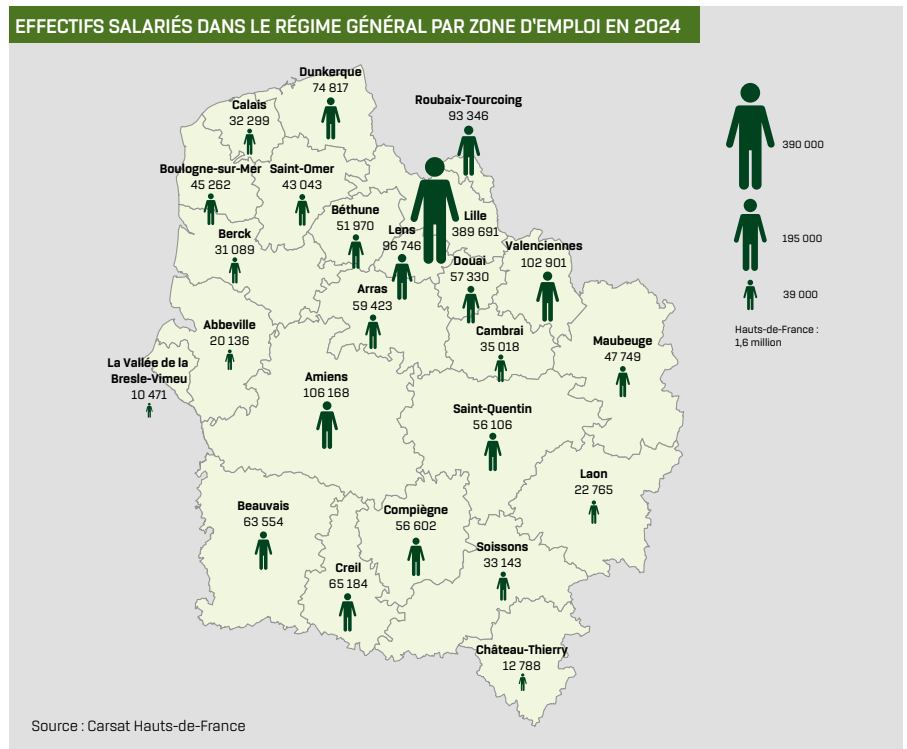 EFFECTIFS SALARIÉS DANS LE RÉGIME GÉNÉRAL PAR ZONE D'EMPLOI EN 2024
Dunkerque
74 817
Calais
32 299
Roubaix-Tourcoing
93 346
390 000
Boulogne-sur-Mer
45 262
Saint-Omer
43 043
Béthune
51 970
Lille
389 691
Lens
96 746
Berck
31 089
Valenciennes
102 901
195 000
Douai
57 330
Arras
59 423
39 000
Abbeville
20 136
Cambrai
35 018
Hauts-de-France :
1,6 million
Maubeuge
47 749
La Vallée de la
Bresle-Vimeu
10 471
Amiens
106 168
Saint-Quentin
56 106
Laon
22 765
Beauvais
63 554
Compiègne
56 602
Soissons
33 143
Creil
65 184
Château-Thierry
12 788
Source : Carsat Hauts-de-France